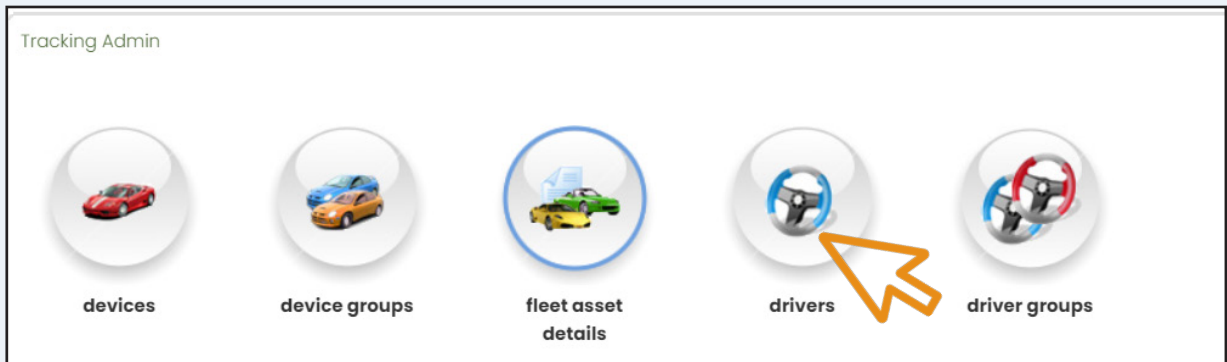 Tracking Admin
devices
device groups
fleet asset
details
drivers
driver groups